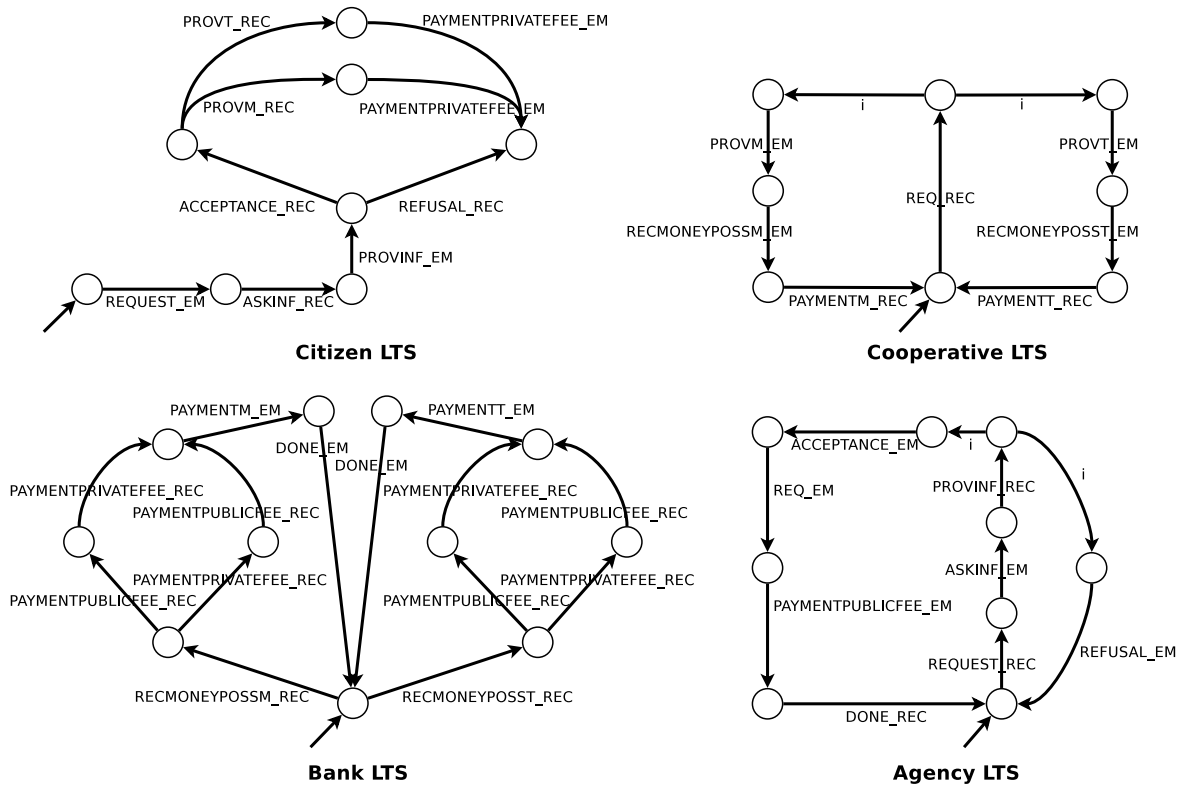 PROVT_REC
PAYMENTPRIVATEFEE_EM
PROVM_REC
PAYMENTPRIVATEFEE_EM
ACCEPTANCE_REC
REFUSAL_REC
PROVINF_EM
REQUEST_EM
ASKINF_REC
Citizen LTS
i
i
PROVM_EM
PROVT_EM
REQ_REC
RECMONEYPOSSM_EM
RECMONEYPOSST_EM
PAYMENTM_REC
PAYMENTT_REC
Cooperative LTS
PAYMENTM_EM
PAYMENTT_EM
DONE_EM
DONE_EM
PAYMENTPRIVATEFEE_REC
PAYMENTPUBLICFEE_REC
PAYMENTPRIVATEFEE_REC
PAYMENTPUBLICFEE_REC
PAYMENTPRIVATEFEE_REC
PAYMENTPUBLICFEE_REC
PAYMENTPRIVATEFEE_REC
PAYMENTPUBLICFEE_REC
RECMONEYPOSSM_REC
RECMONEYPOSST_REC
Bank LTS
ACCEPTANCE_EM
i
i
REQ_EM
PROVINF_REC
ASKINF_EM
PAYMENTPUBLICFEE_EM
REQUEST_REC
REFUSAL_EM
DONE_REC
Agency LTS